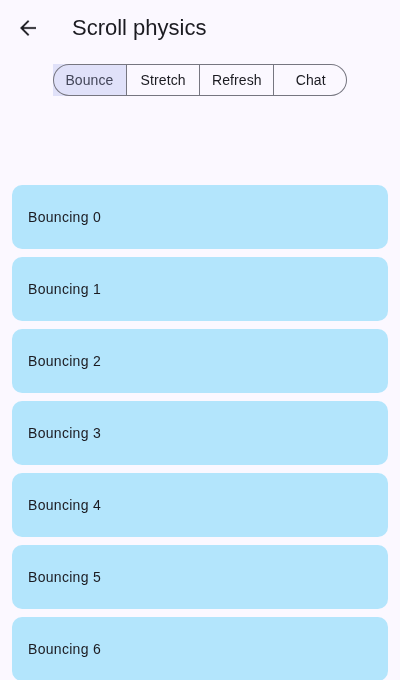 Scroll physics
Bounce Stretch Refresh Chat
Bouncing 0
Bouncing 1
Bouncing 2
Bouncing 3
Bouncing 4
Bouncing 5
Bouncing 6